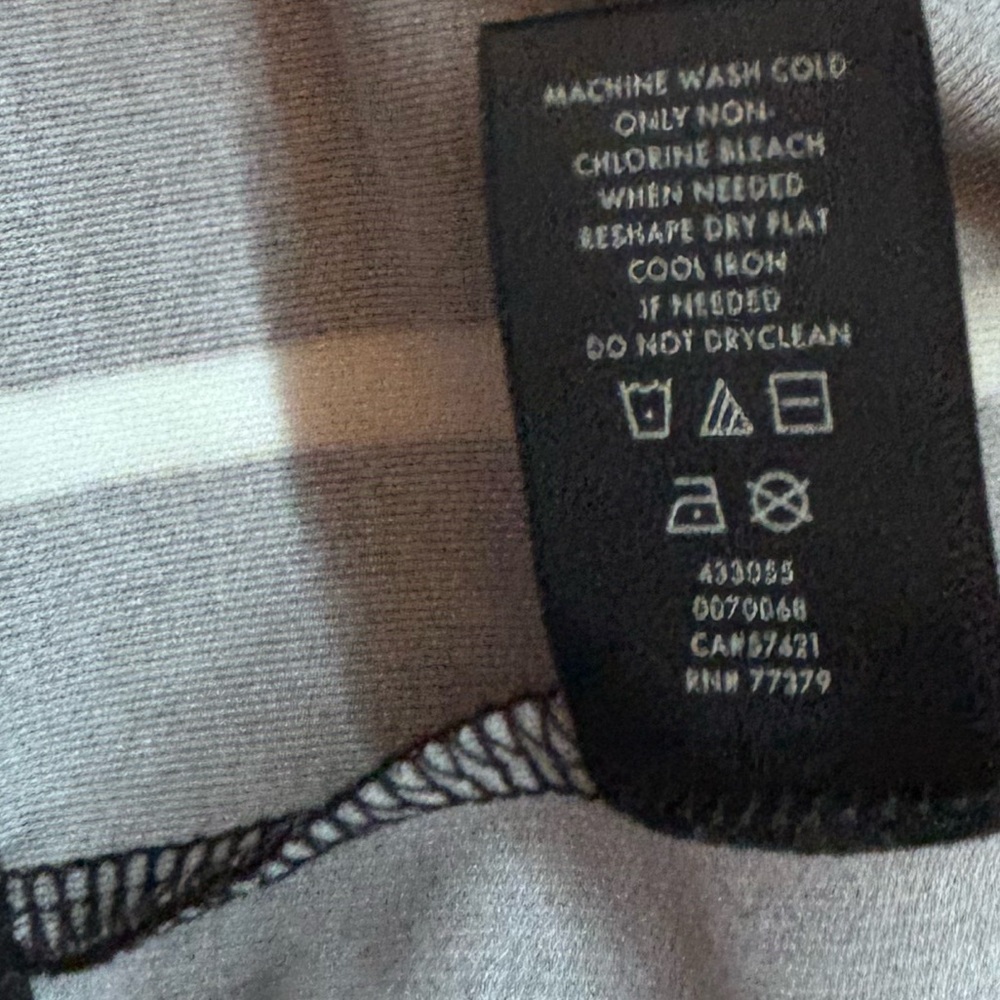 MACHINE WASH COLD
ONLY NON-
CHLORINE BLEACH
WHEN NEEDED
RESHAPE DRY FLAT
COOL IRON
IF NEEDED
DO NOT DRYCLEAN
433055
0070068
CA#57421
RN# 77379